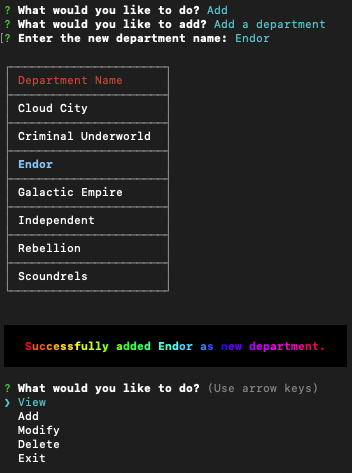 ? What would you like to do? Add
? What would you like to add? Add a department
[? Enter the new department name: Endor
Department Name
Cloud City
Criminal Underworld
Endor
Galactic Empire
Independent
Rebellion
Scoundrels
Successfully added Endor as new department.
? What would you like to do? (Use arrow keys)
❯ View
Add
Modify
Delete
Exit